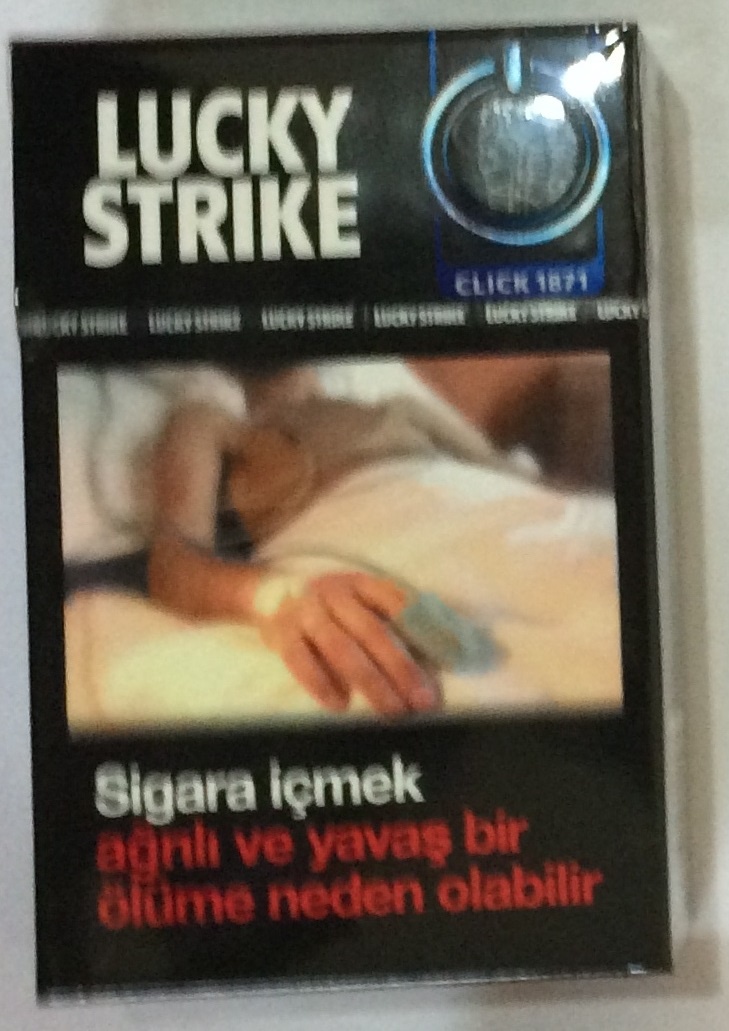 LUCKY
STRIKE
CLICK 1871
LUCKY STRIKE LUCKY STRIKE LUCKY STRIKE LUCKY STRIKE LUCKY STRIKE LUCKY
Sigara içmek
ağrılı ve yavaş bir
ölüme neden olabilir